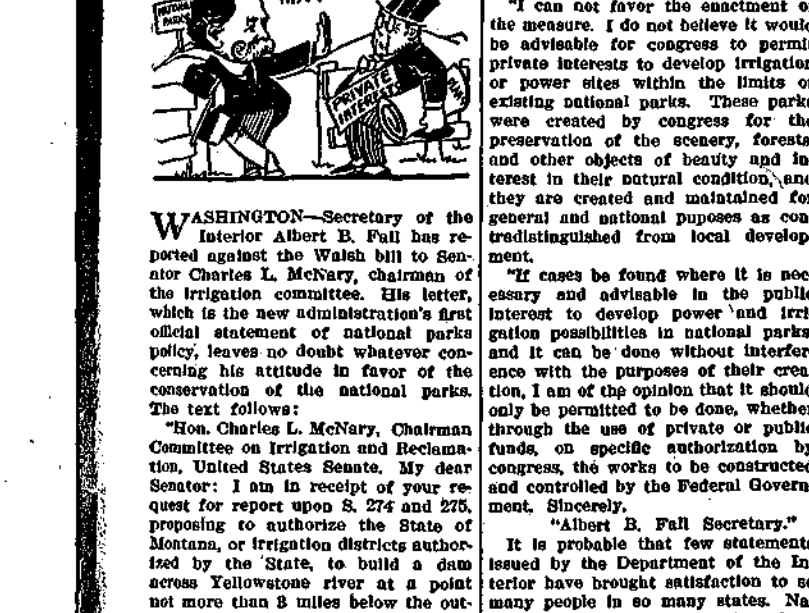 NATIONAL
PARKS
PRIVATE
INTERESTS
WASHINGTON—Secretary of the
Interior Albert B. Fall has re-
ported against the Walsh bill to Sen-
ator Charles L. McNary, chairman of
the irrigation committee. His letter,
which is the new administration's first
official statement of national parks
policy, leaves no doubt whatever con-
cerning his attitude in favor of the
conservation of the national parks.
The text follows:
"Hon. Charles L. McNary, Chairman
Committee on Irrigation and Reclama-
tion, United States Senate. My dear
Senator: I am in receipt of your re-
quest for report upon S. 274 and 275,
proposing to authorize the State of
Montana, or irrigation districts author-
ized by the State, to build a dam
across Yellowstone river at a point
not more than 3 miles below the out-
"I can not favor the enactment o
the measure. I do not believe it woul
be advisable for congress to permi
private interests to develop irrigation
or power sites within the limits o
existing national parks. These park
were created by congress for the
preservation of the scenery, forests
and other objects of beauty and in
terest in their natural condition, and
they are created and maintained for
general and national puposes as con
tradistinguished from local develop
ment.
"If cases be found where it is nec
essary and advisable in the public
interest to develop power and irri
gation possibilities in national parks
and it can be done without interfer
ence with the purposes of their crea
tion, I am of the opinion that it should
only be permitted to be done, whether
through the use of private or public
funds, on specific authorization by
congress, the works to be constructed
and controlled by the Federal Govern
ment. Sincerely,
"Albert B. Fall Secretary."
It is probable that few statements
issued by the Department of the In
terior have brought satisfaction to so
many people in so many states. No